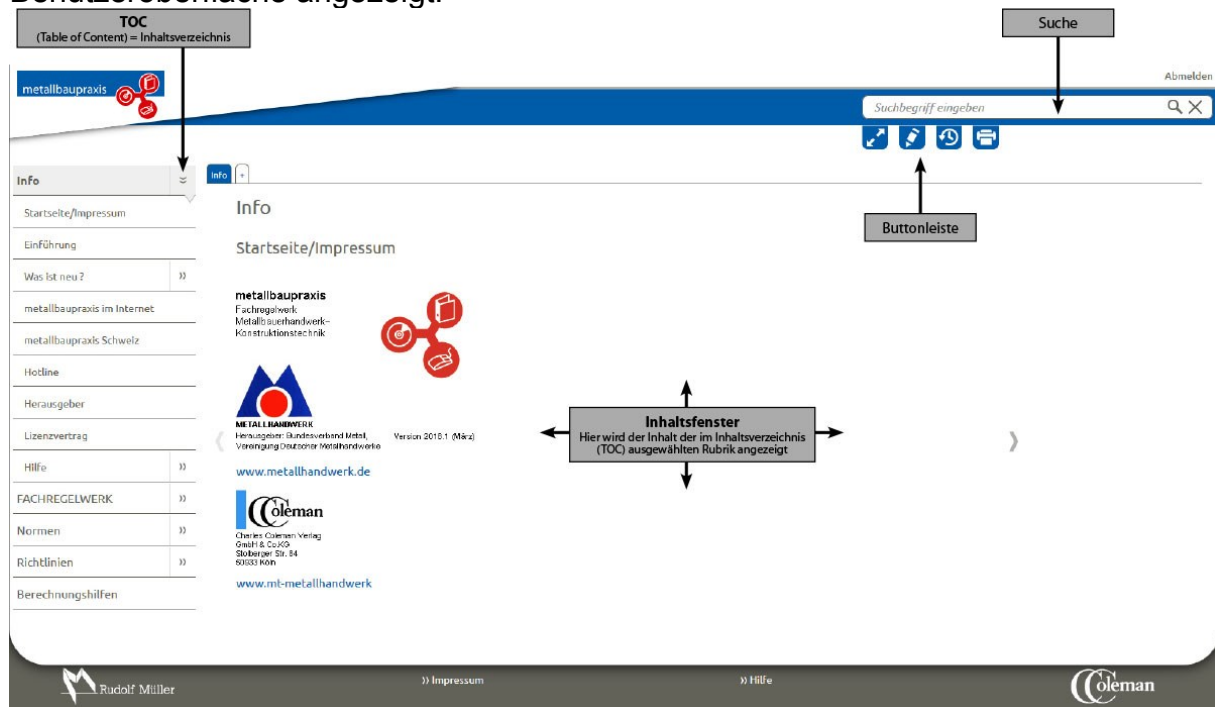 Benutzeroberfläche angezeigt.
TOC
(Table of Content) = Inhaltsverzeichnis
Suche
metallbaupraxis
Abmelden
Suchbegriff eingeben
Info
Info
Startseite/Impressum
Einführung
Was ist neu?
metallbaupraxis im Internet
metallbaupraxis Schweiz
Hotline
Herausgeber
Lizenzvertrag
Hilfe
FACHREGELWERK
Normen
Richtlinien
Berechnungshilfen
Info
Buttonleiste
Startseite/Impressum
metallbaupraxis
Fachregelwerk
Metallbauerhandwerk-
Konstruktionstechnik
METALLHANDWERK
Herausgeber: Bundesverband Metall,
Vereinigung Deutscher Metallhandwerke
Version 2016.1 (März)
Inhaltsfenster
Hier wird der Inhalt der im Inhaltsverzeichnis
(TOC) ausgewählten Rubrik angezeigt
www.metallhandwerk.de
Coleman
Charles Coleman Verlag
GmbH & Co.KG
Stolberger Str. 84
50933 Köln
www.mt-metallhandwerk
Rudolf Müller
» Impressum
» Hilfe
Coleman